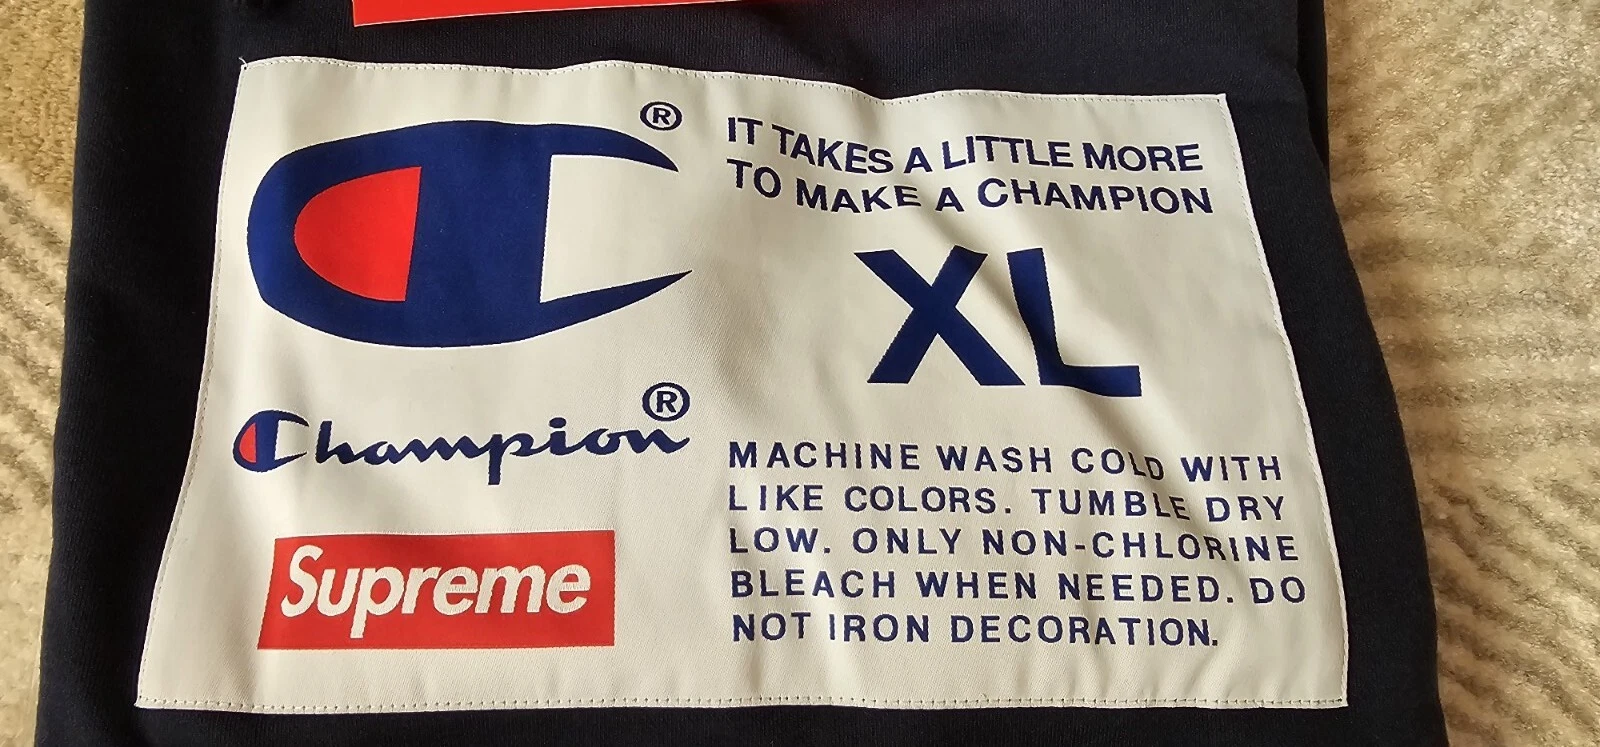 ®
IT TAKES A LITTLE MORE
TO MAKE A CHAMPION
XL
Champion®
Supreme
MACHINE WASH COLD WITH
LIKE COLORS. TUMBLE DRY
LOW. ONLY NON-CHLORINE
BLEACH WHEN NEEDED. DO
NOT IRON DECORATION.